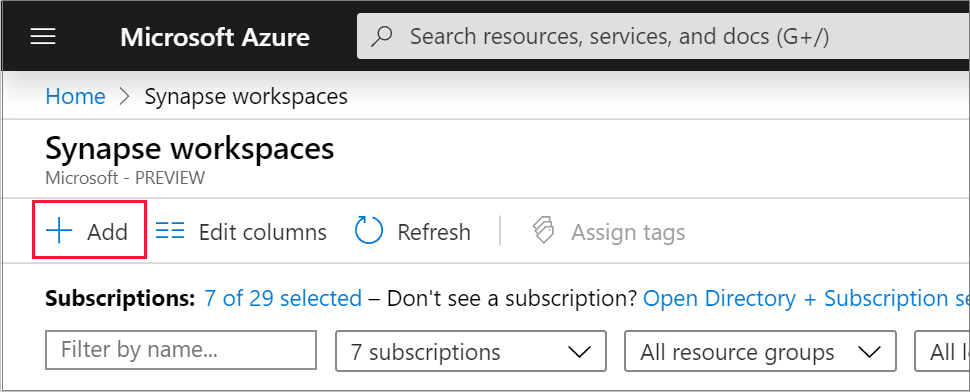 Microsoft Azure Search resources, services, and docs (G+/)
Home > Synapse workspaces
Synapse workspaces
Microsoft - PREVIEW
Add Edit columns Refresh Assign tags
Subscriptions: 7 of 29 selected – Don't see a subscription? Open Directory + Subscription se
Filter by name... 7 subscriptions All resource groups All l